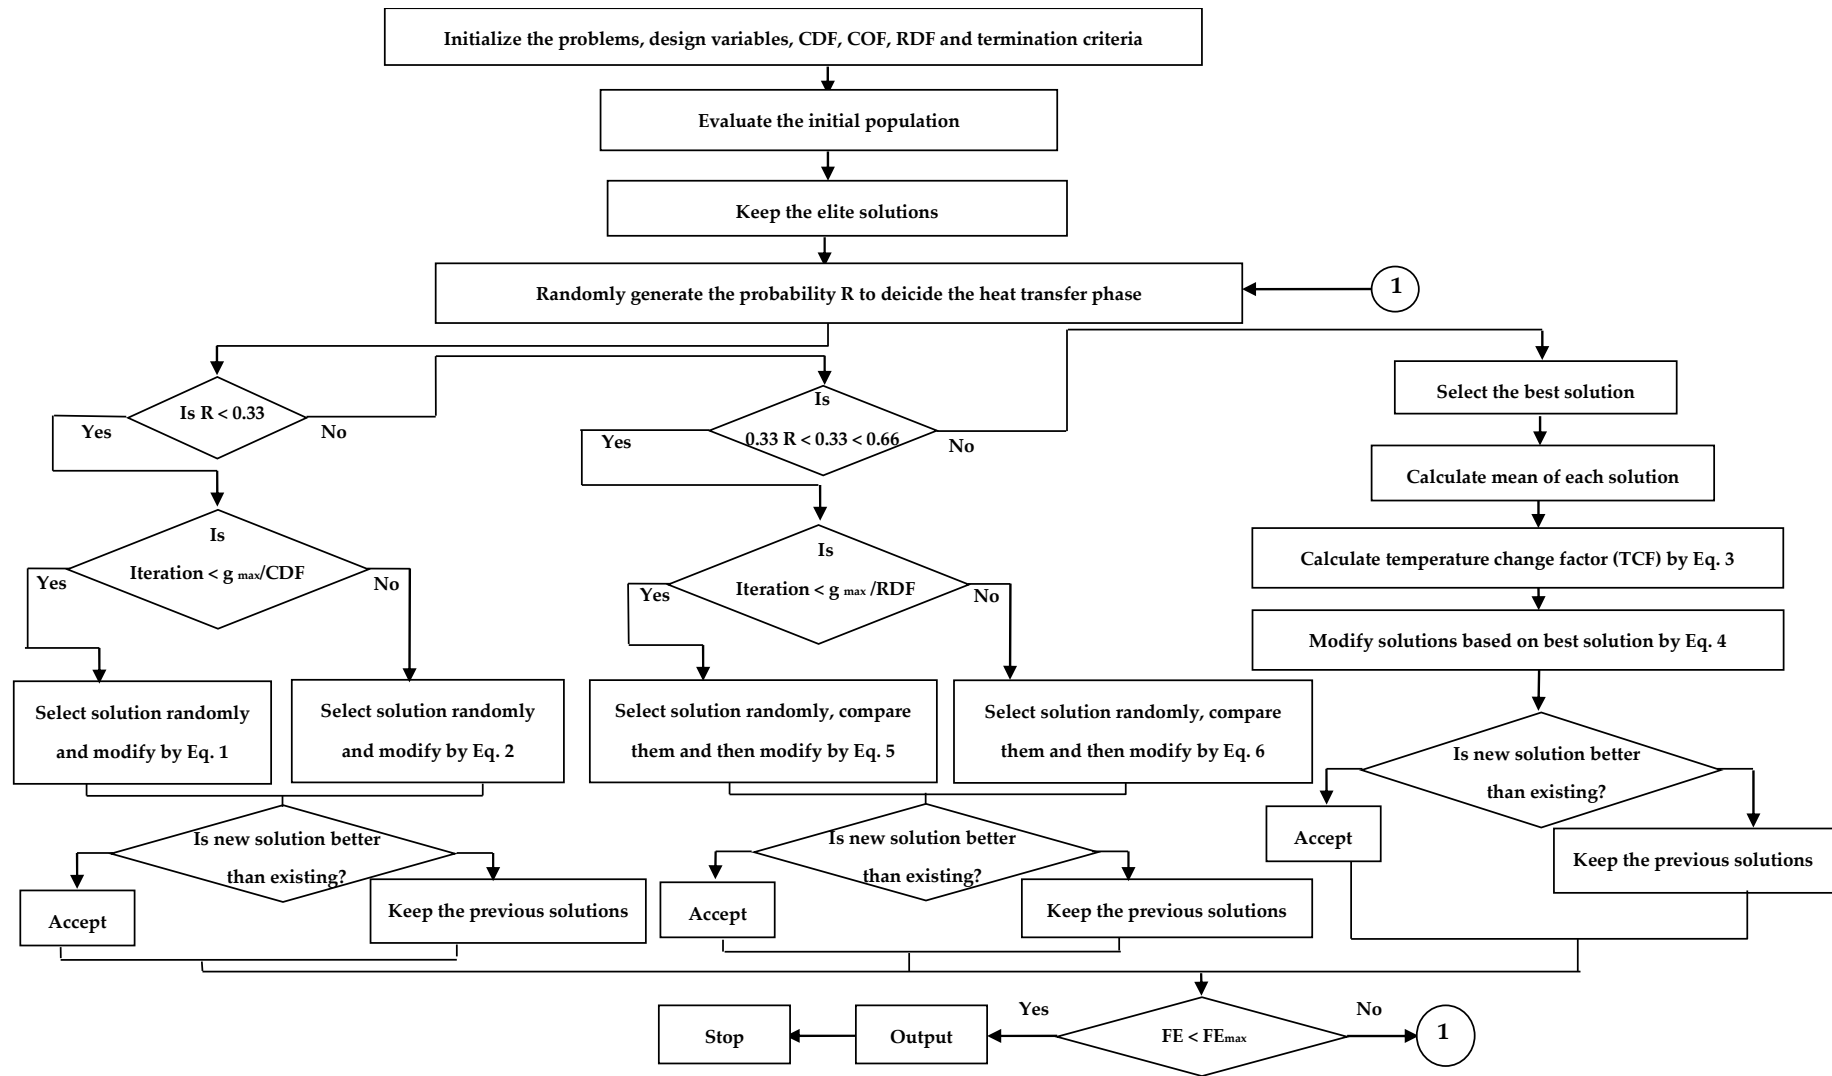 Initialize the problems, design variables, CDF, COF, RDF and termination criteria
Evaluate the initial population
Keep the elite solutions
Randomly generate the probability R to deicide the heat transfer phase
1
Is R < 0.33
Yes
No
Is
0.33 R < 0.33 < 0.66
Yes
No
Select the best solution
Calculate mean of each solution
Calculate temperature change factor (TCF) by Eq. 3
Modify solutions based on best solution by Eq. 4
Is
Iteration < g max/CDF
Yes
No
Is
Iteration < g max /RDF
Yes
No
Select solution randomly
and modify by Eq. 1
Select solution randomly
and modify by Eq. 2
Select solution randomly, compare
them and then modify by Eq. 5
Select solution randomly, compare
them and then modify by Eq. 6
Is new solution better
than existing?
Accept
Keep the previous solutions
Is new solution better
than existing?
Accept
Keep the previous solutions
Is new solution better
than existing?
Accept
Keep the previous solutions
Stop
Output
Yes
FE < FEmax
No
1